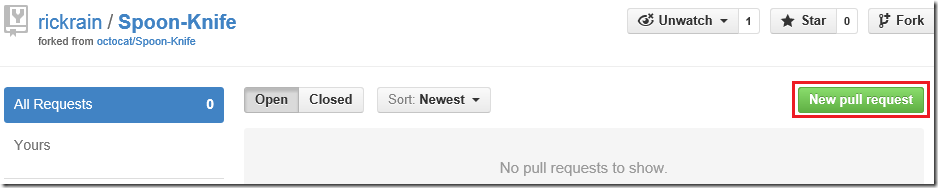 rickrain / Spoon-Knife
forked from octocat/Spoon-Knife
Unwatch 1 Star 0 Fork
All Requests 0
Open Closed Sort: Newest New pull request
Yours
No pull requests to show.